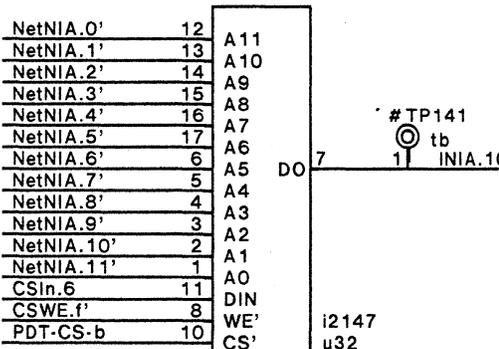 NetNIA.0' 12 A11
NetNIA.1' 13 A10
NetNIA.2' 14 A9
NetNIA.3' 15 A8
NetNIA.4' 16 A7
NetNIA.5' 17 A6
NetNIA.6' 6 A5
NetNIA.7' 5 A4
NetNIA.8' 4 A3
NetNIA.9' 3 A2
NetNIA.10' 2 A1
NetNIA.11' 1 A0
CSIn.6 11 DIN
CSWE.f' 8 WE'
PDT-CS-b 10 CS'
#TP141
tb
DO 7 1 INIA.10
i2147
u32